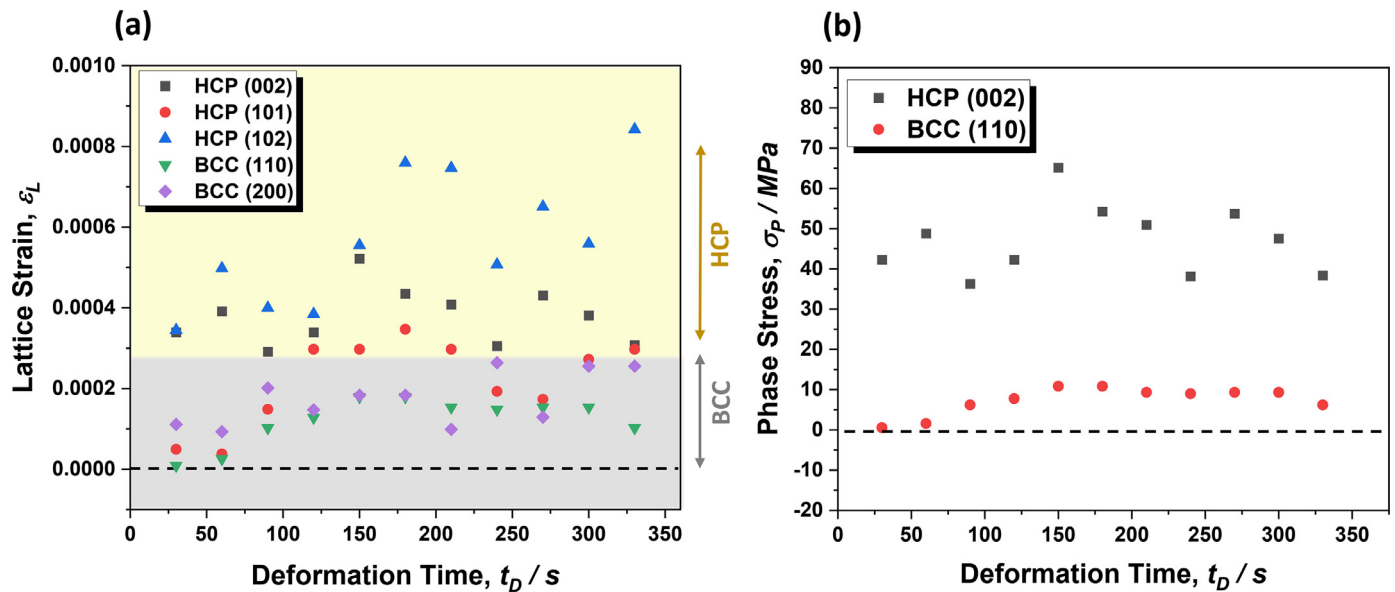 (a)
Lattice Strain, εL
0.0010
0.0008
0.0006
0.0004
0.0002
0.0000
HCP (002)
HCP (101)
HCP (102)
BCC (110)
BCC (200)
HCP
BCC
0 50 100 150 200 250 300 350
Deformation Time, tD / s
(b)
Phase Stress, σP / MPa
90
80
70
60
50
40
30
20
10
0
-10
-20
HCP (002)
BCC (110)
0 50 100 150 200 250 300 350
Deformation Time, tD / s